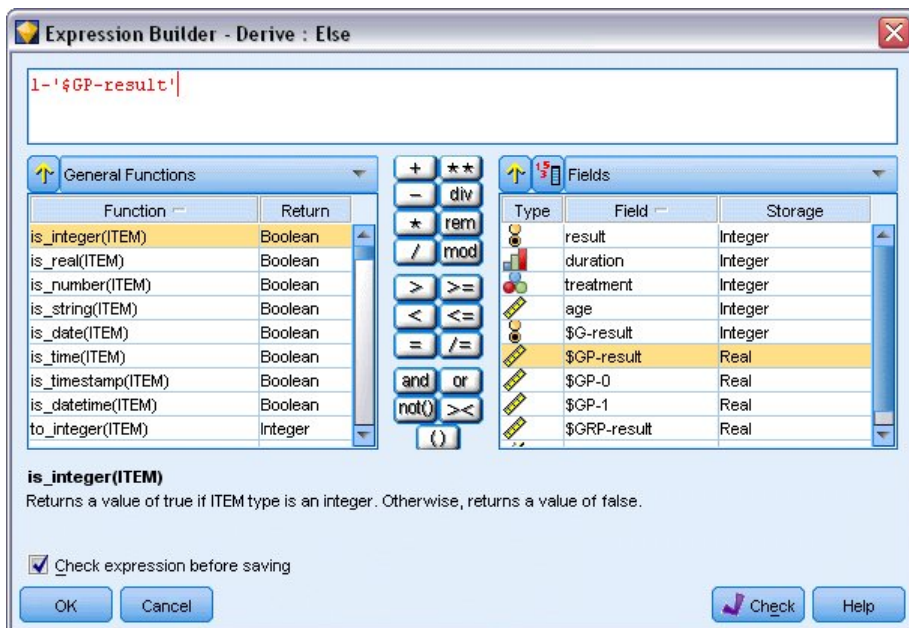 Expression Builder - Derive : Else
1-'$GP-result'
General Functions
Fields
Function Return
is_integer(ITEM) Boolean
is_real(ITEM) Boolean
is_number(ITEM) Boolean
is_string(ITEM) Boolean
is_date(ITEM) Boolean
is_time(ITEM) Boolean
is_timestamp(ITEM) Boolean
is_datetime(ITEM) Boolean
to_integer(ITEM) Integer
+ **
- div
* rem
/ mod
> >=
< <=
= /=
and or
not() ><
()
Type Field Storage
result Integer
duration Integer
treatment Integer
age Integer
$G-result Integer
$GP-result Real
$GP-0 Real
$GP-1 Real
$GRP-result Real
is_integer(ITEM)
Returns a value of true if ITEM type is an integer. Otherwise, returns a value of false.
Check expression before saving
OK Cancel Check Help